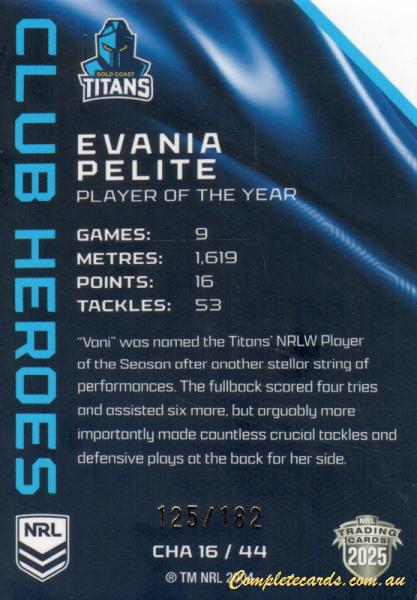 CLUB HEROES
GOLD COAST
TITANS
EVANIA
PELITE
PLAYER OF THE YEAR
GAMES: 9
METRES: 1,619
POINTS: 16
TACKLES: 53
"Vani" was named the Titans' NRLW Player
of the Season after another stellar string of
performances. The fullback scored four tries
and assisted six more, but arguably more
importantly made countless crucial tackles and
defensive plays at the back for her side.
125/182
NRL
CHA 16 / 44
NRL
TRADING
CARDS
2025
® TM NRL
Completecards.com.au